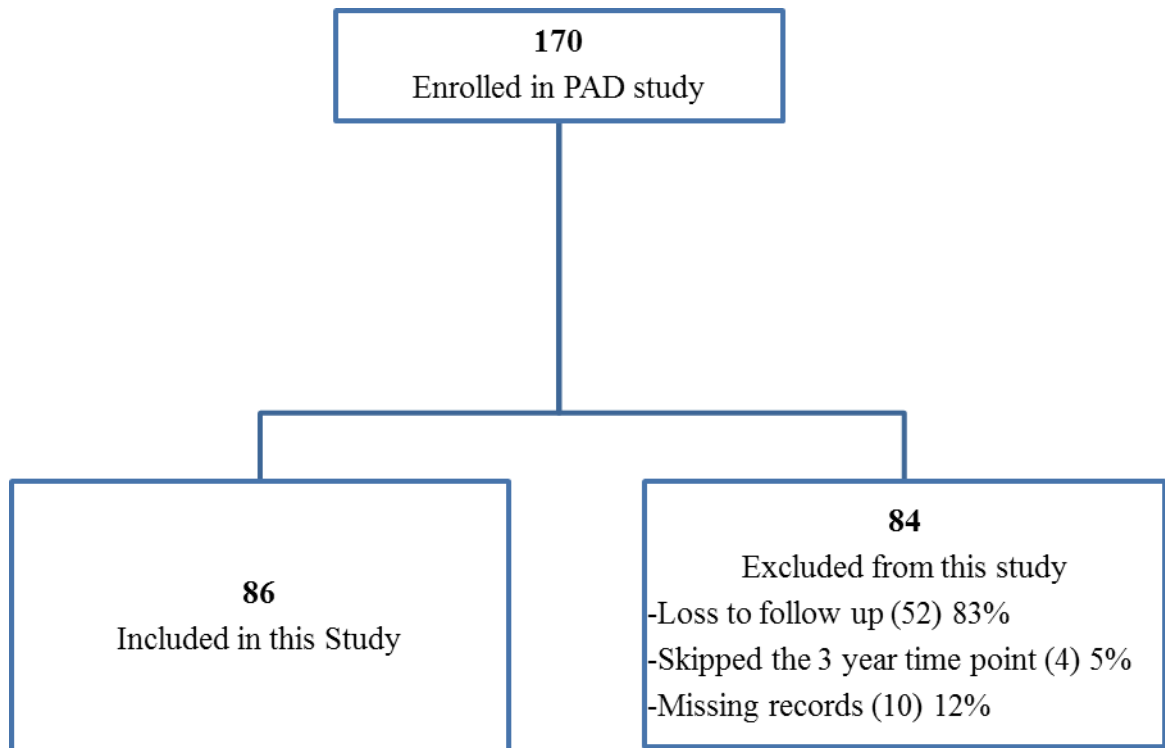 170
Enrolled in PAD study
86
Included in this Study
84
Excluded from this study
-Loss to follow up (52) 83%
-Skipped the 3 year time point (4) 5%
-Missing records (10) 12%